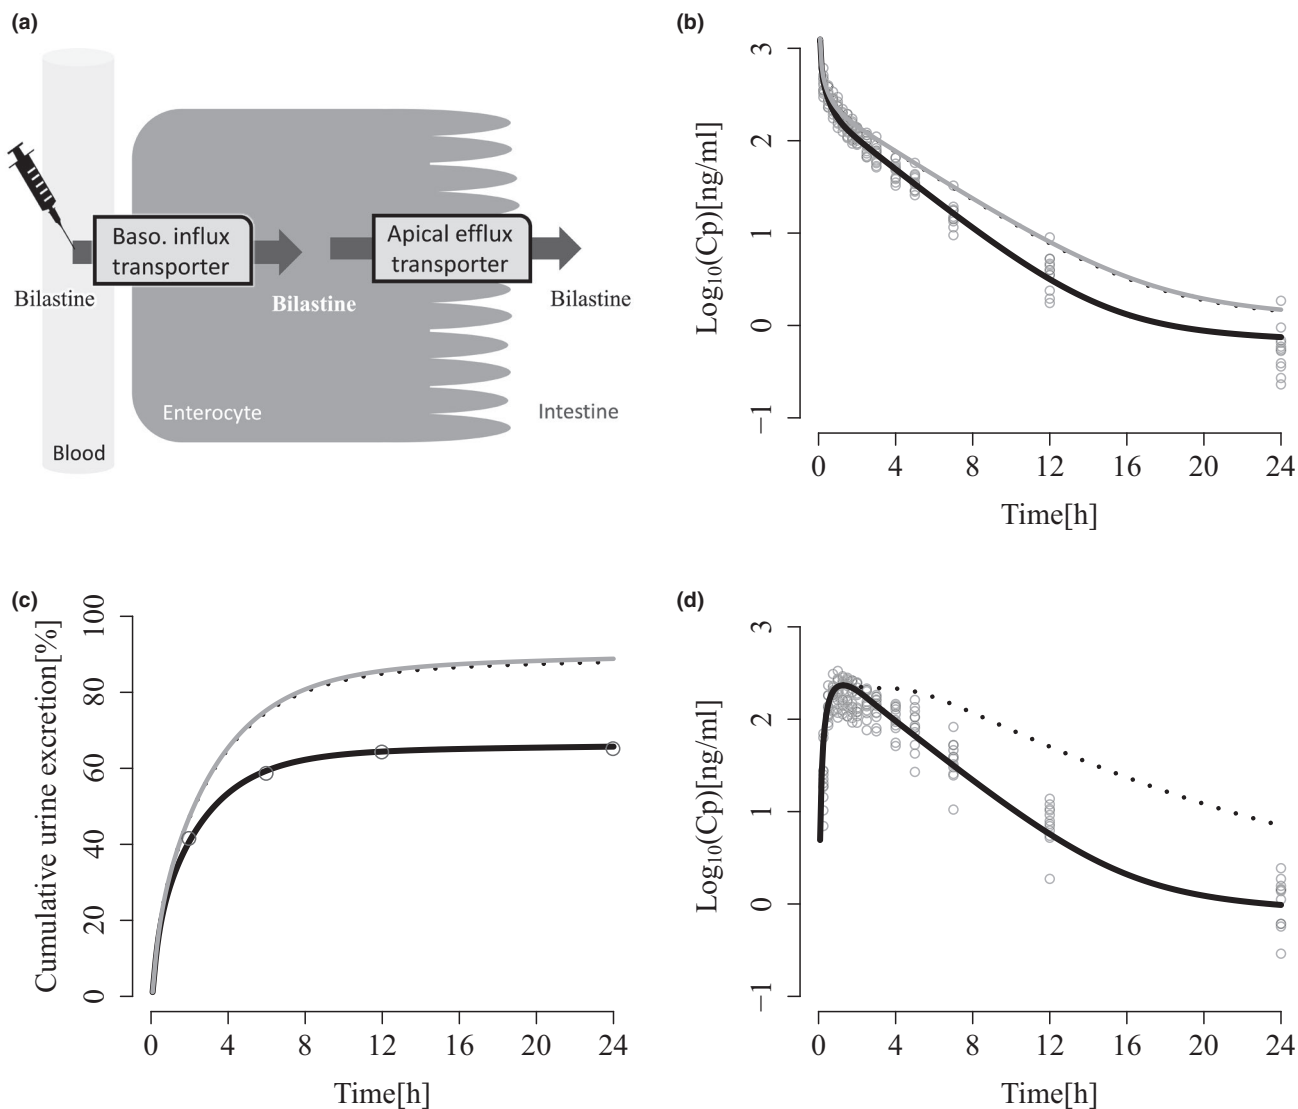 (a)
Baso. influx
transporter
Apical efflux
transporter
Bilastine
Bilastine
Bilastine
Enterocyte
Intestine
Blood
(b)
Log10(Cp)[ng/ml]
3
2
1
0
−1
0 4 8 12 16 20 24
Time[h]
(c)
Cumulative urine excretion[%]
100
80
60
40
20
0
0 4 8 12 16 20 24
Time[h]
(d)
Log10(Cp)[ng/ml]
3
2
1
0
−1
0 4 8 12 16 20 24
Time[h]